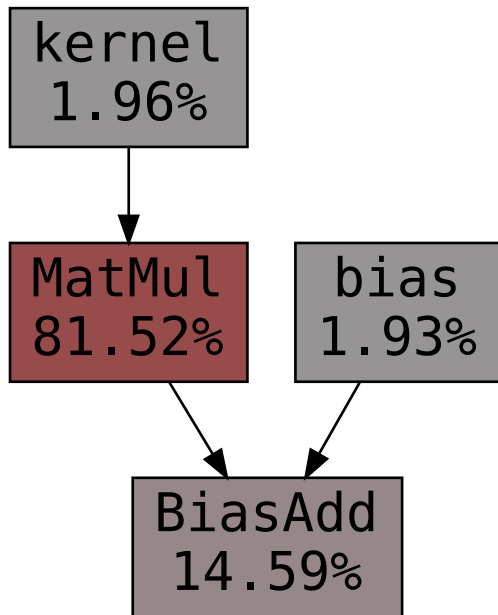 kernel
1.96%
MatMul
81.52%
bias
1.93%
BiasAdd
14.59%